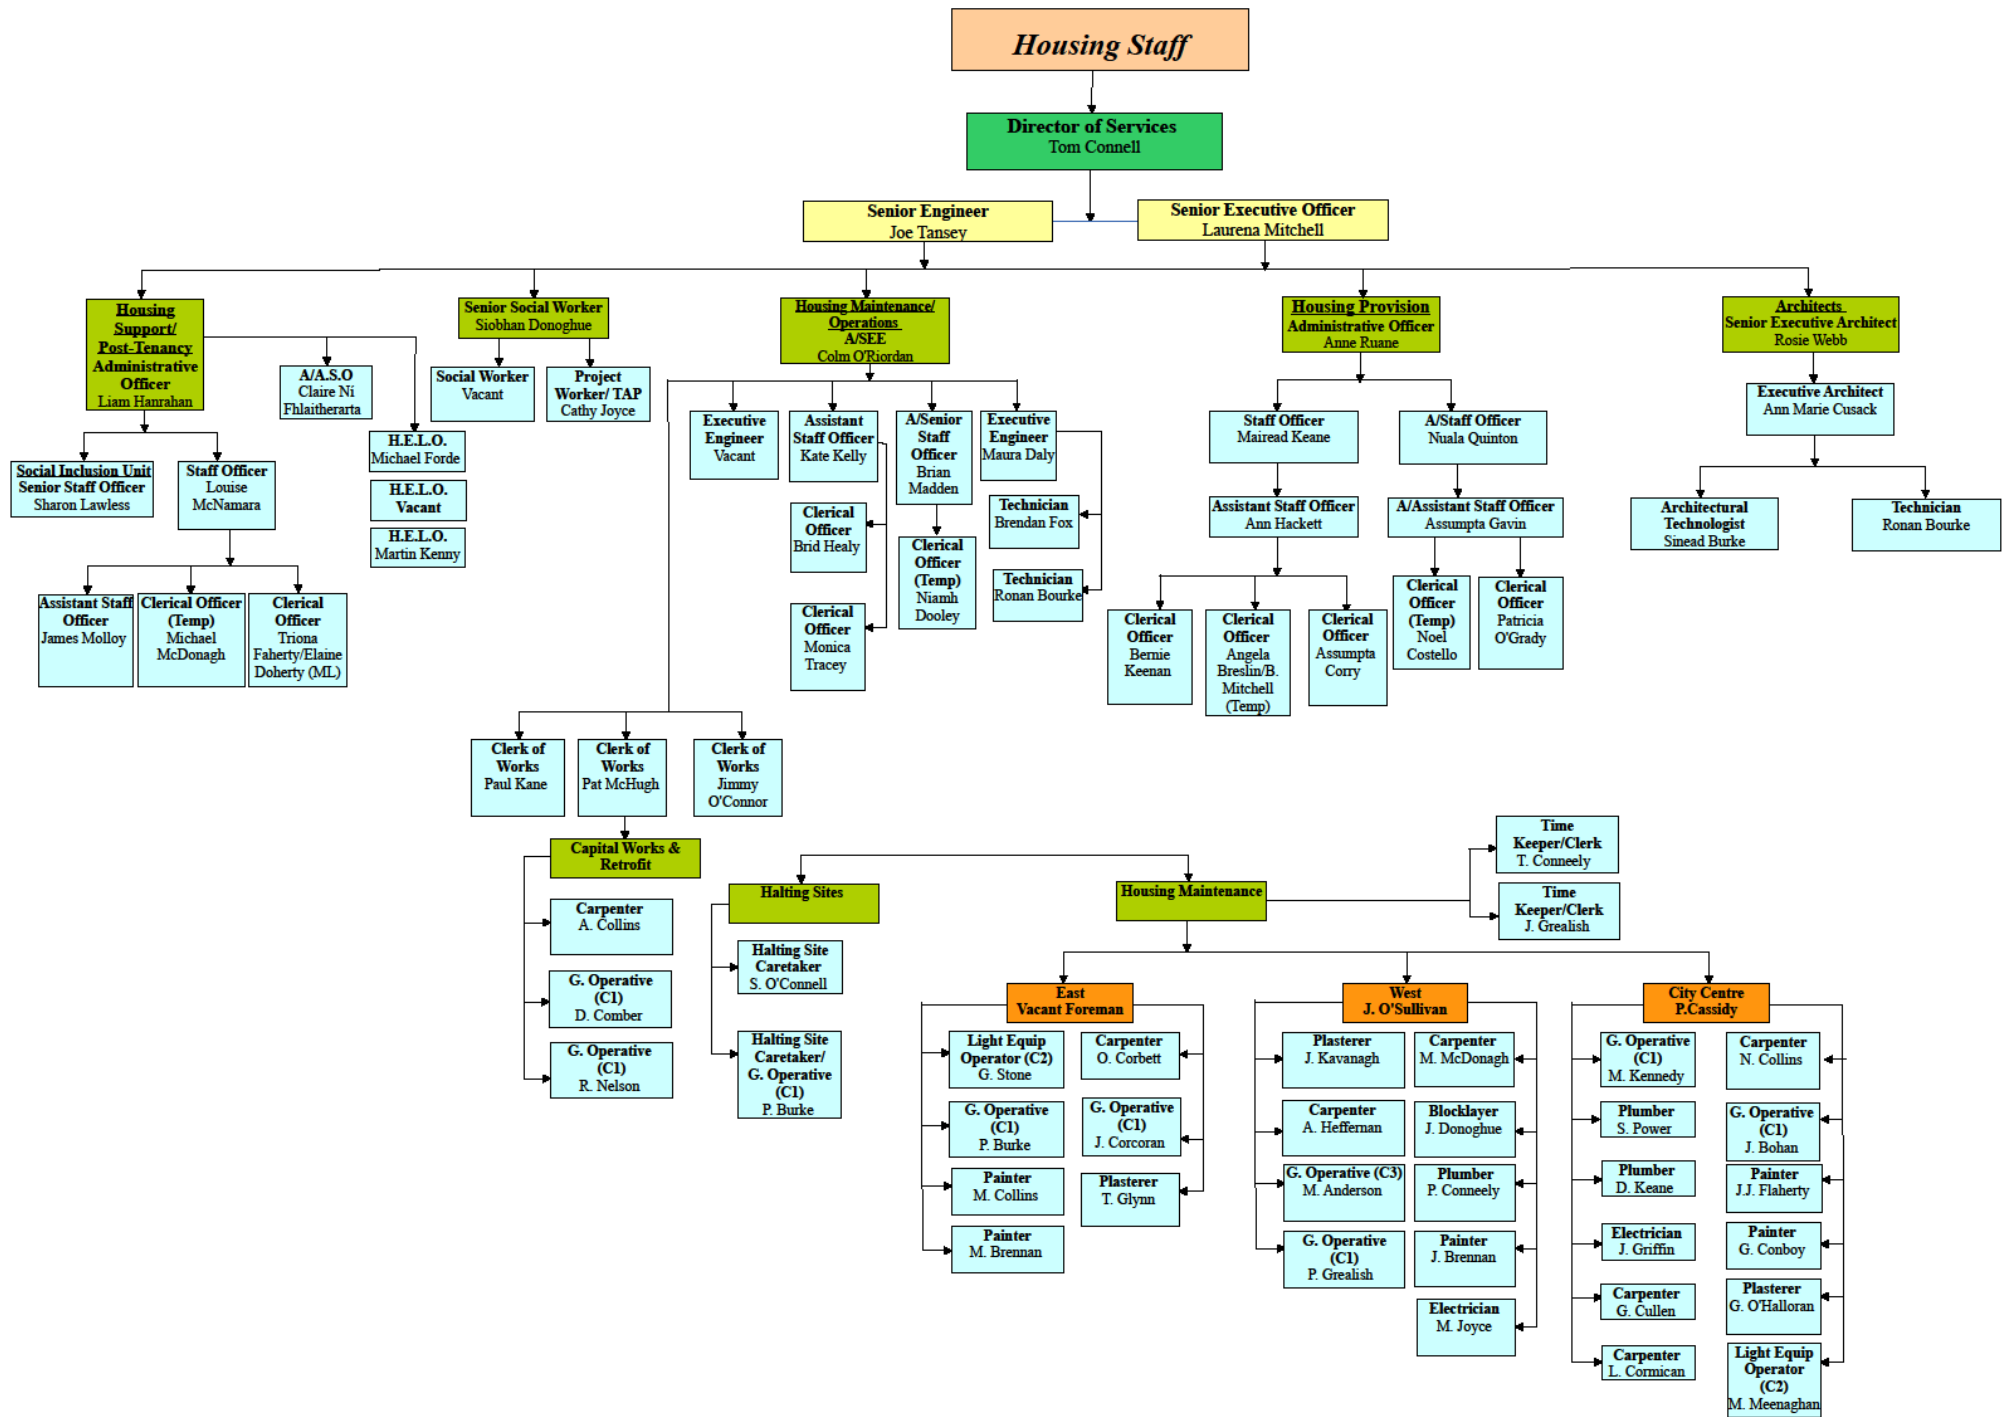 Housing Staff
Director of Services
Tom Connell
Senior Engineer
Joe Tansey
Senior Executive Officer
Laurena Mitchell
Housing
Support/
Post-Tenancy
Administrative
Officer
Liam Hanrahan
A/A.S.O
Claire Ní
Fhlaitherarta
H.E.L.O.
Michael Forde
H.E.L.O.
Vacant
H.E.L.O.
Martin Kenny
Social Inclusion Unit
Senior Staff Officer
Sharon Lawless
Staff Officer
Louise
McNamara
Assistant Staff
Officer
James Molloy
Clerical Officer
(Temp)
Michael
McDonagh
Clerical
Officer
Triona
Faherty/Elaine
Doherty (ML)
Senior Social Worker
Siobhan Donoghue
Social Worker
Vacant
Project
Worker/ TAP
Cathy Joyce
Housing Maintenance/
Operations
A/SEE
Colm O'Riordan
Executive
Engineer
Vacant
Assistant
Staff Officer
Kate Kelly
Clerical
Officer
Brid Healy
Clerical
Officer
Monica
Tracey
A/Senior
Staff
Officer
Brian
Madden
Clerical
Officer
(Temp)
Niamh
Dooley
Executive
Engineer
Maura Daly
Technician
Brendan Fox
Technician
Ronan Bourke
Housing Provision
Administrative Officer
Anne Ruane
Staff Officer
Mairead Keane
Assistant Staff Officer
Ann Hackett
Clerical
Officer
Bernie
Keenan
Clerical
Officer
Angela
Breslin/B.
Mitchell
(Temp)
Clerical
Officer
Assumpta
Corry
A/Staff Officer
Nuala Quinton
A/Assistant Staff Officer
Assumpta Gavin
Clerical
Officer
(Temp)
Noel
Costello
Clerical
Officer
Patricia
O'Grady
Architects
Senior Executive Architect
Rosie Webb
Executive Architect
Ann Marie Cusack
Architectural
Technologist
Sinead Burke
Technician
Ronan Bourke
Clerk of
Works
Paul Kane
Clerk of
Works
Pat McHugh
Clerk of
Works
Jimmy
O'Connor
Capital Works &
Retrofit
Carpenter
A. Collins
G. Operative
(C1)
D. Comber
G. Operative
(C1)
R. Nelson
Halting Sites
Halting Site
Caretaker
S. O'Connell
Halting Site
Caretaker/
G. Operative
(C1)
P. Burke
Housing Maintenance
Time
Keeper/Clerk
T. Conneely
Time
Keeper/Clerk
J. Grealish
East
Vacant Foreman
Light Equip
Operator (C2)
G. Stone
G. Operative
(C1)
P. Burke
Painter
M. Collins
Painter
M. Brennan
Carpenter
O. Corbett
G. Operative
(C1)
J. Corcoran
Plasterer
T. Glynn
West
J. O'Sullivan
Plasterer
J. Kavanagh
Carpenter
A. Heffernan
G. Operative (C3)
M. Anderson
G. Operative
(C1)
P. Grealish
Carpenter
M. McDonagh
Blocklayer
J. Donoghue
Plumber
P. Conneely
Painter
J. Brennan
Electrician
M. Joyce
City Centre
P.Cassidy
G. Operative
(C1)
M. Kennedy
Plumber
S. Power
Plumber
D. Keane
Electrician
J. Griffin
Carpenter
G. Cullen
Carpenter
L. Cormican
Carpenter
N. Collins
G. Operative
(C1)
J. Bohan
Painter
J.J. Flaherty
Painter
G. Conboy
Plasterer
G. O'Halloran
Light Equip
Operator
(C2)
M. Meenaghan